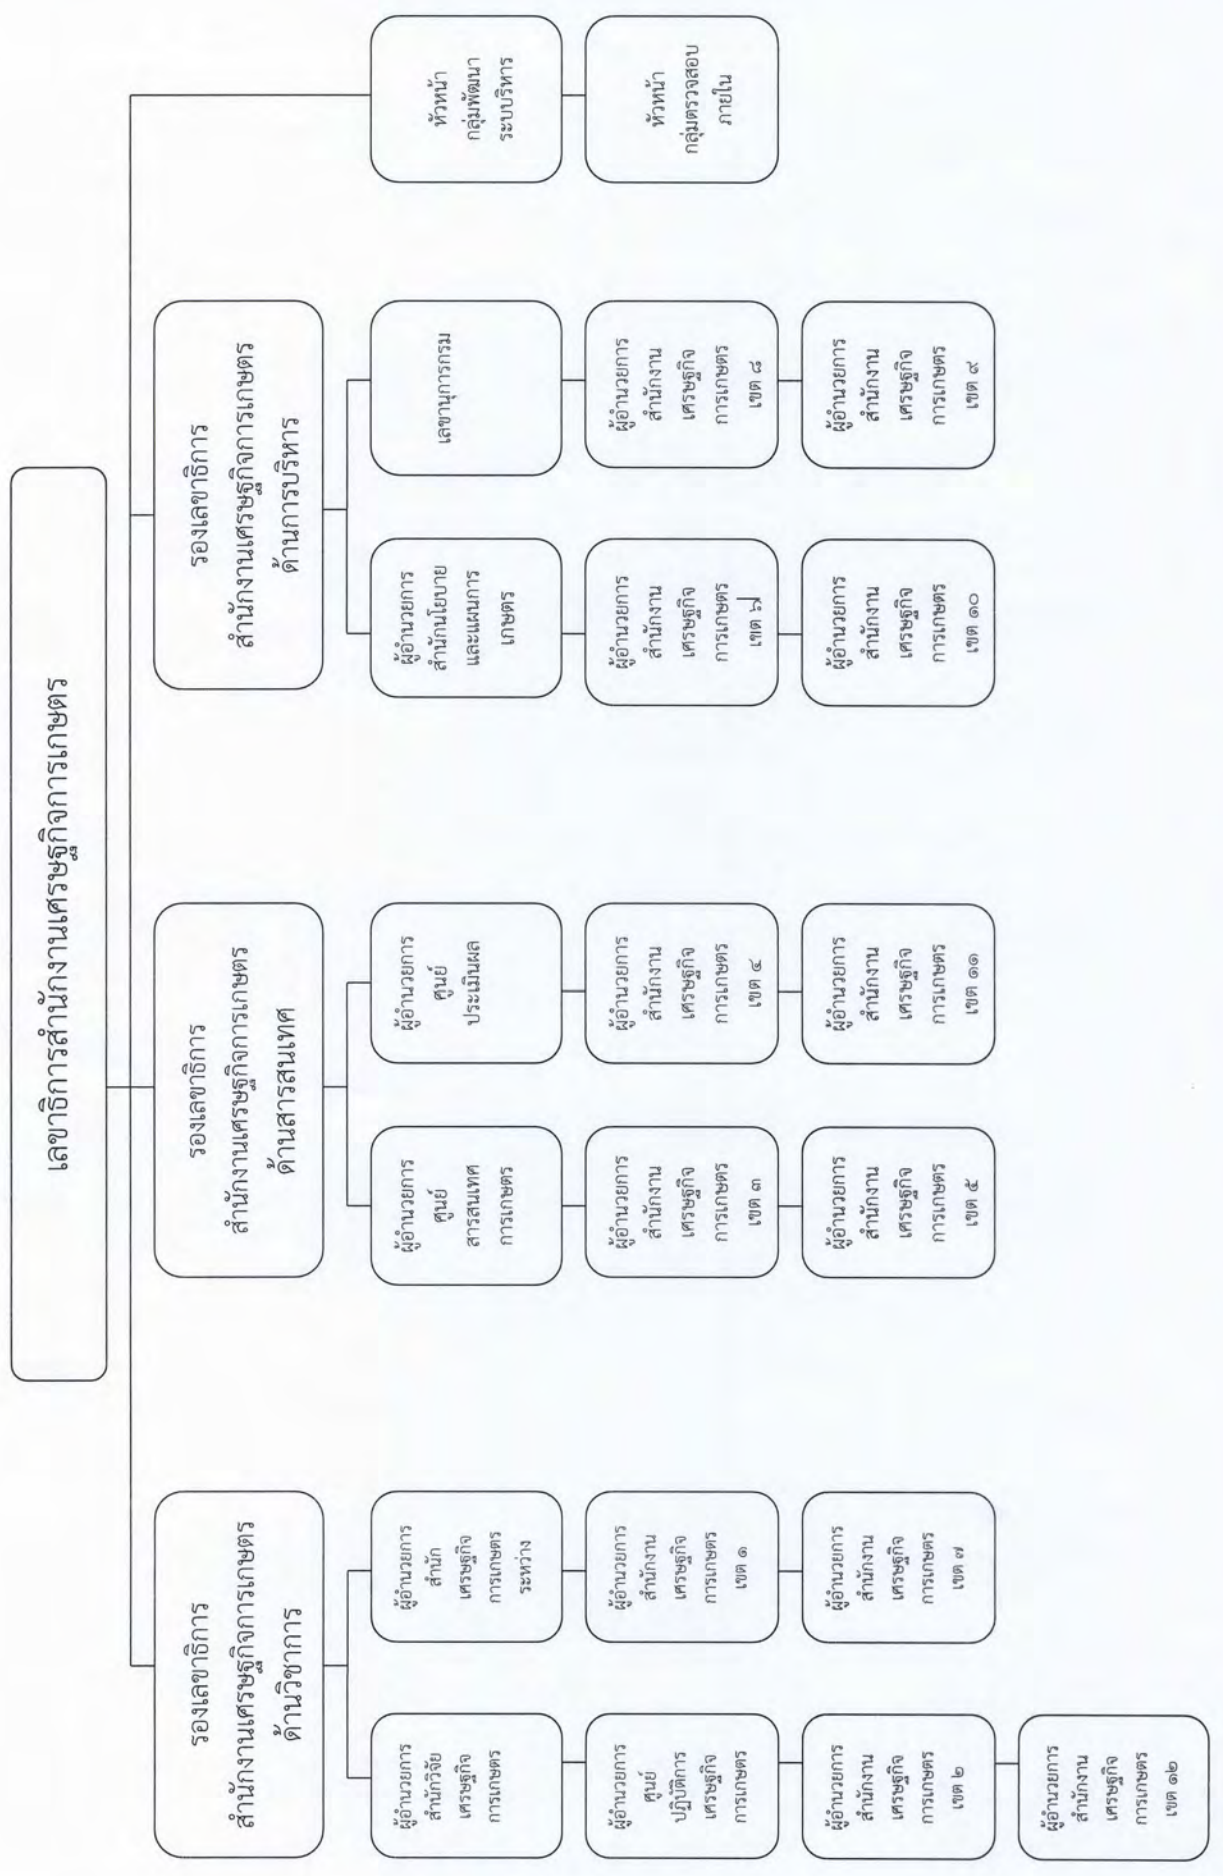 เลขาธิการสำนักงานเศรษฐกิจการเกษตร
รองเลขาธิการ
สำนักงานเศรษฐกิจการเกษตร
ด้านวิชาการ
ผู้อำนวยการ
สำนักวิจัย
เศรษฐกิจ
การเกษตร
ผู้อำนวยการ
ศูนย์
ปฏิบัติการ
เศรษฐกิจ
การเกษตร
ผู้อำนวยการ
สำนักงาน
เศรษฐกิจ
การเกษตร
เขต ๒
ผู้อำนวยการ
สำนักงาน
เศรษฐกิจ
การเกษตร
เขต ๑๒
ผู้อำนวยการ
สำนัก
เศรษฐกิจ
การเกษตร
ระหว่าง
ผู้อำนวยการ
สำนักงาน
เศรษฐกิจ
การเกษตร
เขต ๑
ผู้อำนวยการ
สำนักงาน
เศรษฐกิจ
การเกษตร
เขต ๗
รองเลขาธิการ
สำนักงานเศรษฐกิจการเกษตร
ด้านสารสนเทศ
ผู้อำนวยการ
ศูนย์
สารสนเทศ
การเกษตร
ผู้อำนวยการ
สำนักงาน
เศรษฐกิจ
การเกษตร
เขต ๓
ผู้อำนวยการ
สำนักงาน
เศรษฐกิจ
การเกษตร
เขต ๕
ผู้อำนวยการ
ศูนย์
ประเมินผล
ผู้อำนวยการ
สำนักงาน
เศรษฐกิจ
การเกษตร
เขต ๔
ผู้อำนวยการ
สำนักงาน
เศรษฐกิจ
การเกษตร
เขต ๑๑
รองเลขาธิการ
สำนักงานเศรษฐกิจการเกษตร
ด้านการบริหาร
ผู้อำนวยการ
สำนักนโยบาย
และแผนการ
เกษตร
ผู้อำนวยการ
สำนักงาน
เศรษฐกิจ
การเกษตร
เขต ๖
ผู้อำนวยการ
สำนักงาน
เศรษฐกิจ
การเกษตร
เขต ๑๐
เลขานุการกรม
ผู้อำนวยการ
สำนักงาน
เศรษฐกิจ
การเกษตร
เขต ๘
ผู้อำนวยการ
สำนักงาน
เศรษฐกิจ
การเกษตร
เขต ๙
หัวหน้า
กลุ่มพัฒนา
ระบบบริหาร
หัวหน้า
กลุ่มตรวจสอบ
ภายใน